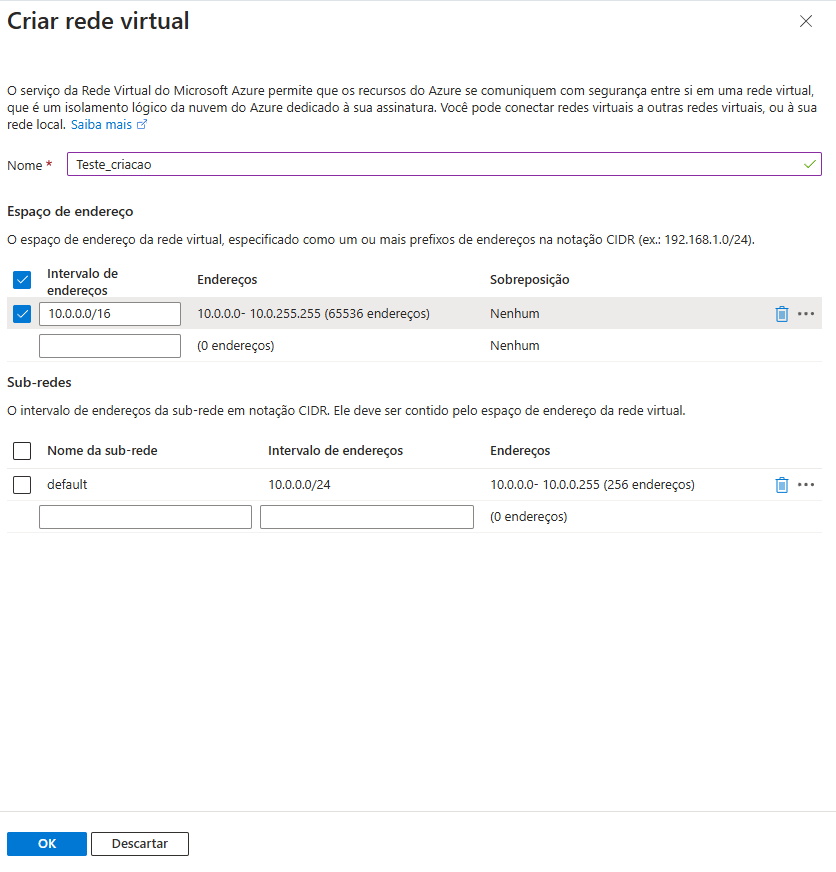 Criar rede virtual
O serviço da Rede Virtual do Microsoft Azure permite que os recursos do Azure se comuniquem com segurança entre si em uma rede virtual,
que é um isolamento lógico da nuvem do Azure dedicado à sua assinatura. Você pode conectar redes virtuais a outras redes virtuais, ou à sua
rede local. Saiba mais
Nome * Teste_criacao
Espaço de endereço
O espaço de endereço da rede virtual, especificado como um ou mais prefixos de endereços na notação CIDR (ex.: 192.168.1.0/24).
Intervalo de
endereços Endereços Sobreposição
10.0.0.0/16 10.0.0.0- 10.0.255.255 (65536 endereços) Nenhum
(0 endereços) Nenhum
Sub-redes
O intervalo de endereços da sub-rede em notação CIDR. Ele deve ser contido pelo espaço de endereço da rede virtual.
Nome da sub-rede Intervalo de endereços Endereços
default 10.0.0.0/24 10.0.0.0- 10.0.0.255 (256 endereços)
(0 endereços)
OK Descartar